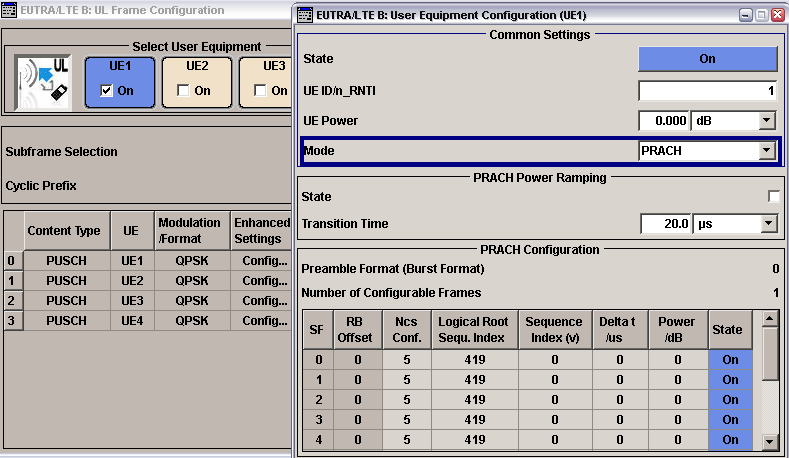 EUTRA/LTE B: UL Frame Configuration
Select User Equipment
UL
UE1
On
UE2
On
UE3
On
Subframe Selection
Cyclic Prefix
Content Type UE Modulation /Format Enhanced Settings
0 PUSCH UE1 QPSK Config...
1 PUSCH UE2 QPSK Config...
2 PUSCH UE3 QPSK Config...
3 PUSCH UE4 QPSK Config...
EUTRA/LTE B: User Equipment Configuration (UE1)
Common Settings
State On
UE ID/n_RNTI 1
UE Power 0.000 dB
Mode PRACH
PRACH Power Ramping
State
Transition Time 20.0 µs
PRACH Configuration
Preamble Format (Burst Format) 0
Number of Configurable Frames 1
SF RB Offset Ncs Conf. Logical Root Sequ. Index Sequence Index (v) Delta t /us Power /dB State
0 0 5 419 0 0 0 On
1 0 5 419 0 0 0 On
2 0 5 419 0 0 0 On
3 0 5 419 0 0 0 On
4 0 5 419 0 0 0 On